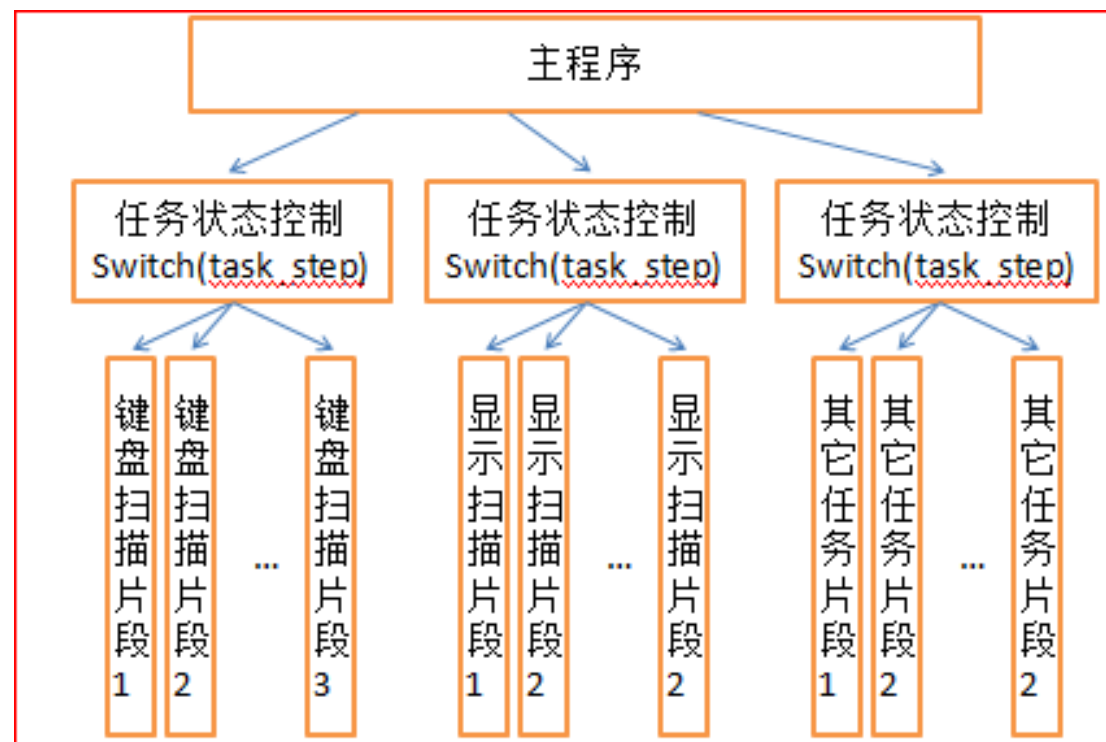 主程序
任务状态控制
Switch(task_step)
任务状态控制
Switch(task_step)
任务状态控制
Switch(task_step)
键盘扫描片段1
键盘扫描片段2
...
键盘扫描片段3
显示扫描片段1
显示扫描片段2
...
显示扫描片段2
其它任务片段1
其它任务片段2
...
其它任务片段2